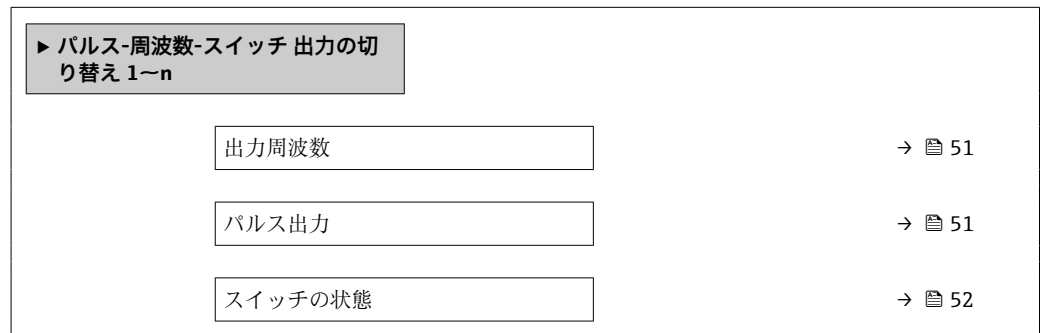 ▶ パルス-周波数-スイッチ 出力の切
り替え 1～n
出力周波数 → 51
パルス出力 → 51
スイッチの状態 → 52